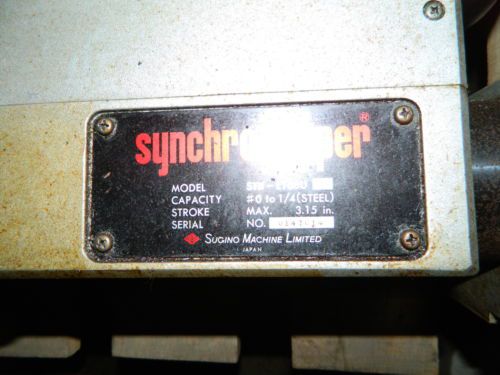 synchro per®
MODEL
CAPACITY #0 to 1/4 (STEEL)
STROKE MAX. 3.15 in.
SERIAL NO.
SUGINO MACHINE LIMITED
JAPAN